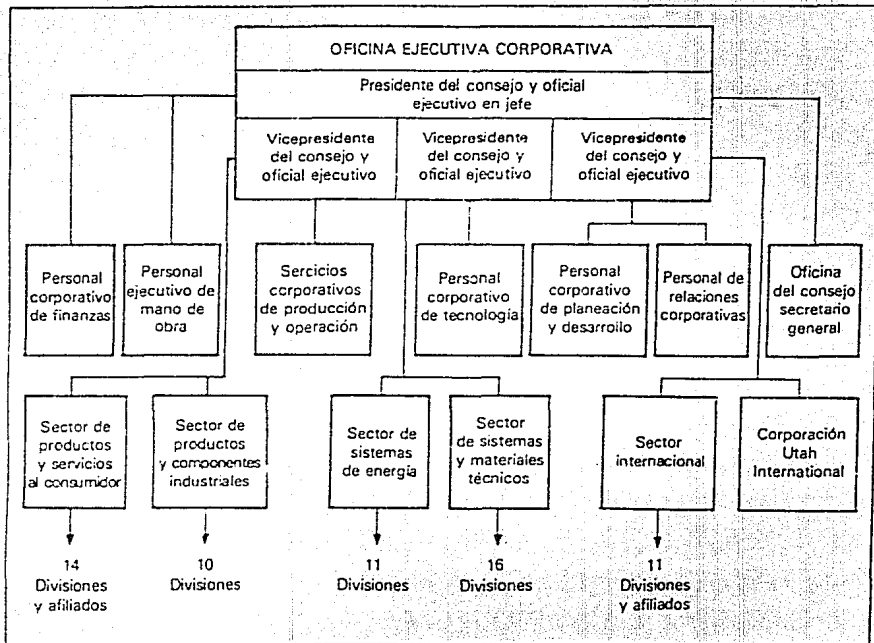 OFICINA EJECUTIVA CORPORATIVA
Presidente del consejo y oficial
ejecutivo en jefe
Vicepresidente
del consejo y
oficial ejecutivo
Vicepresidente
del consejo y
oficial ejecutivo
Vicepresidente
del consejo y
oficial ejecutivo
Personal
corporativo
de finanzas
Personal
ejecutivo de
mano de
obra
Sercicios
corporativos
de producción
y operación
Personal
corporativo
de tecnología
Personal
corporativo
de planeación
y desarrollo
Personal de
relaciones
corporativas
Oficina
del consejo
secretario
general
Sector de
productos
y servicios
al consumidor
Sector de
productos
y componentes
industriales
Sector de
sistemas
de energía
Sector
de sistemas
y materiales
técnicos
Sector
internacional
Corporación
Utah
International
14
Divisiones
y afiliados
10
Divisiones
11
Divisiones
16
Divisiones
11
Divisiones
y afiliados